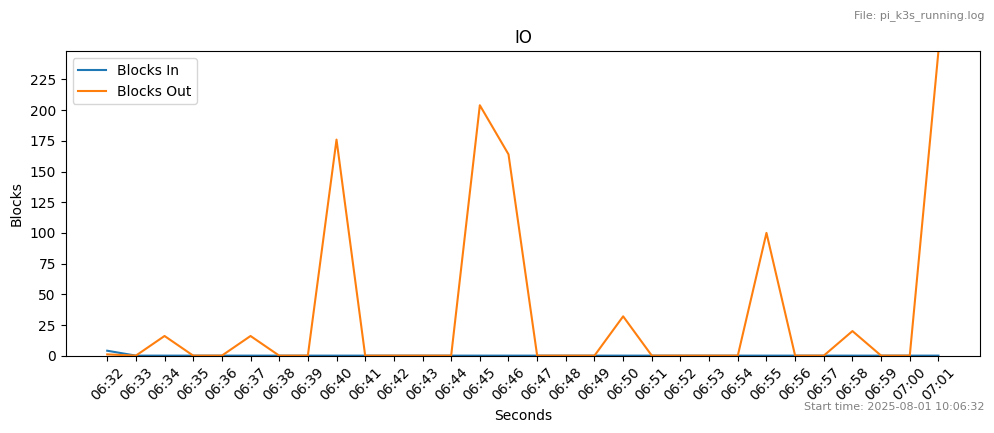 File: pi_k3s_running.log
IO
Blocks In
Blocks Out
Blocks
225
200
175
150
125
100
75
50
25
0
06:32 06:33 06:34 06:35 06:36 06:37 06:38 06:39 06:40 06:41 06:42 06:43 06:44 06:45 06:46 06:47 06:48 06:49 06:50 06:51 06:52 06:53 06:54 06:55 06:56 06:57 06:58 06:59 07:00 07:01
Start time: 2025-08-01 10:06:32
Seconds